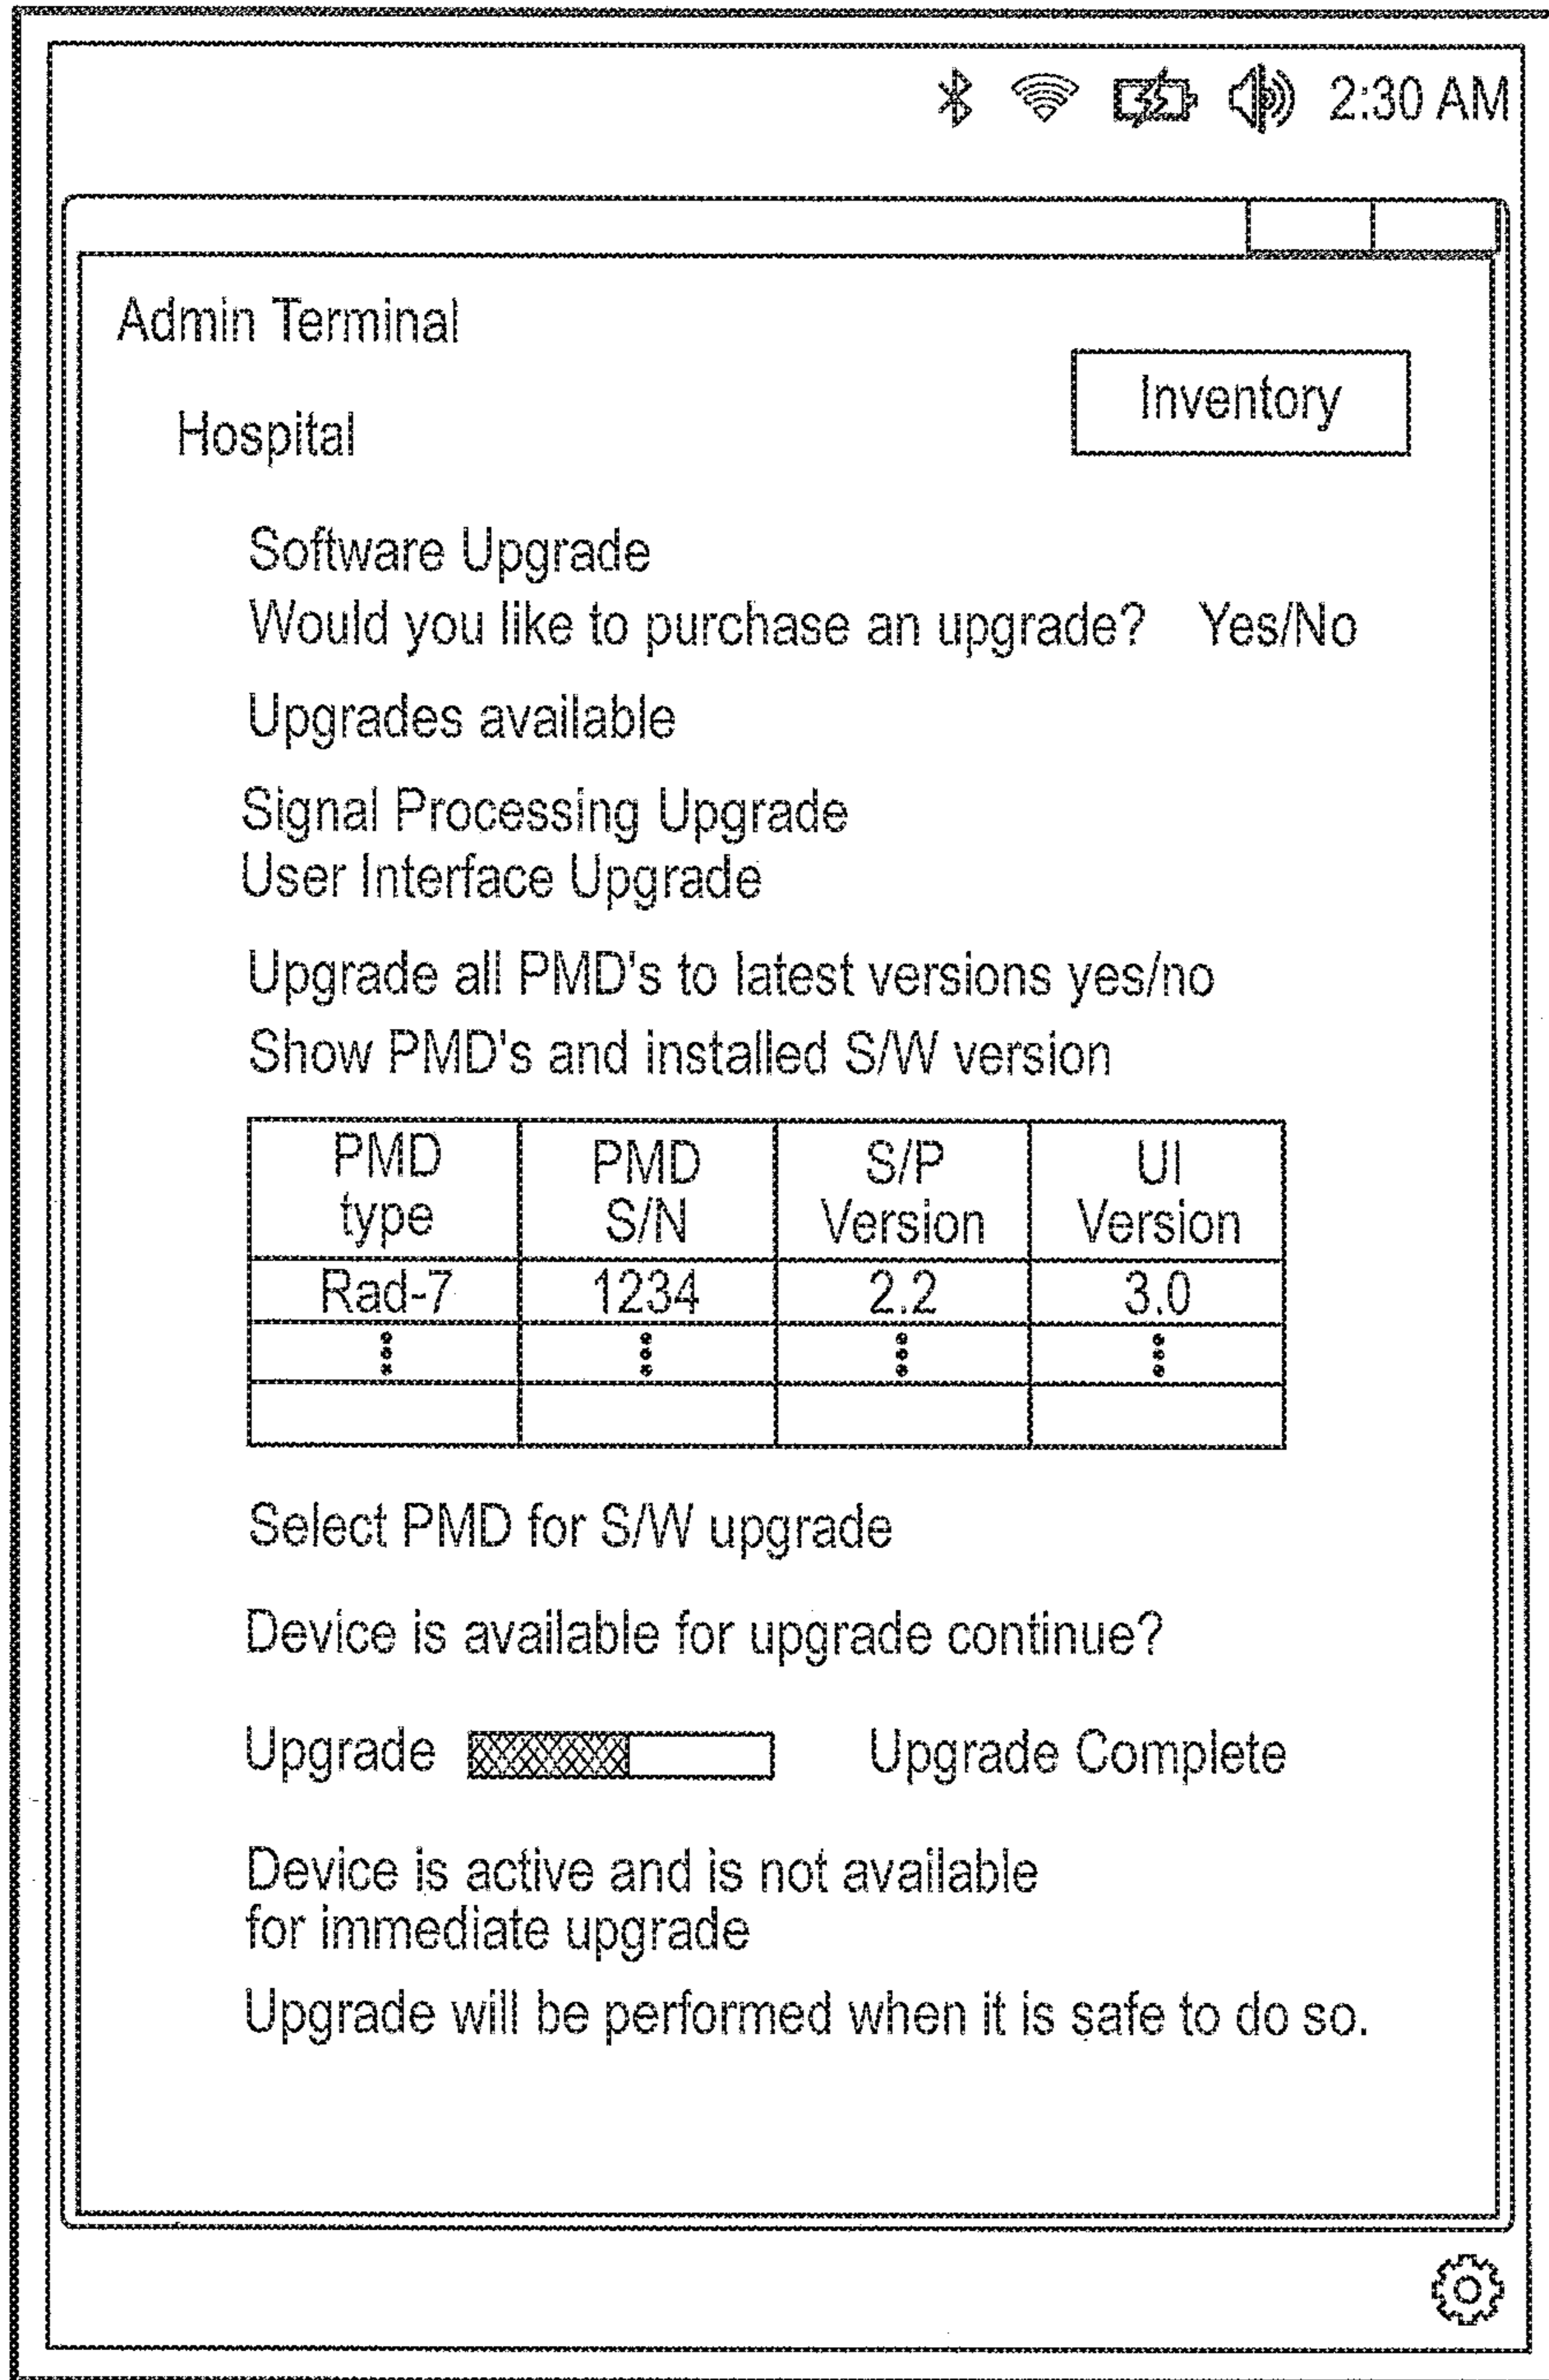 2:30 AM
Admin Terminal
Inventory
Hospital
Software Upgrade
Would you like to purchase an upgrade? Yes/No
Upgrades available
Signal Processing Upgrade
User Interface Upgrade
Upgrade all PMD's to latest versions yes/no
Show PMD's and installed S/W version
PMD type PMD S/N S/P Version UI Version
Rad-7 1234 2.2 3.0
Select PMD for S/W upgrade
Device is available for upgrade continue?
Upgrade Upgrade Complete
Device is active and is not available
for immediate upgrade
Upgrade will be performed when it is safe to do so.